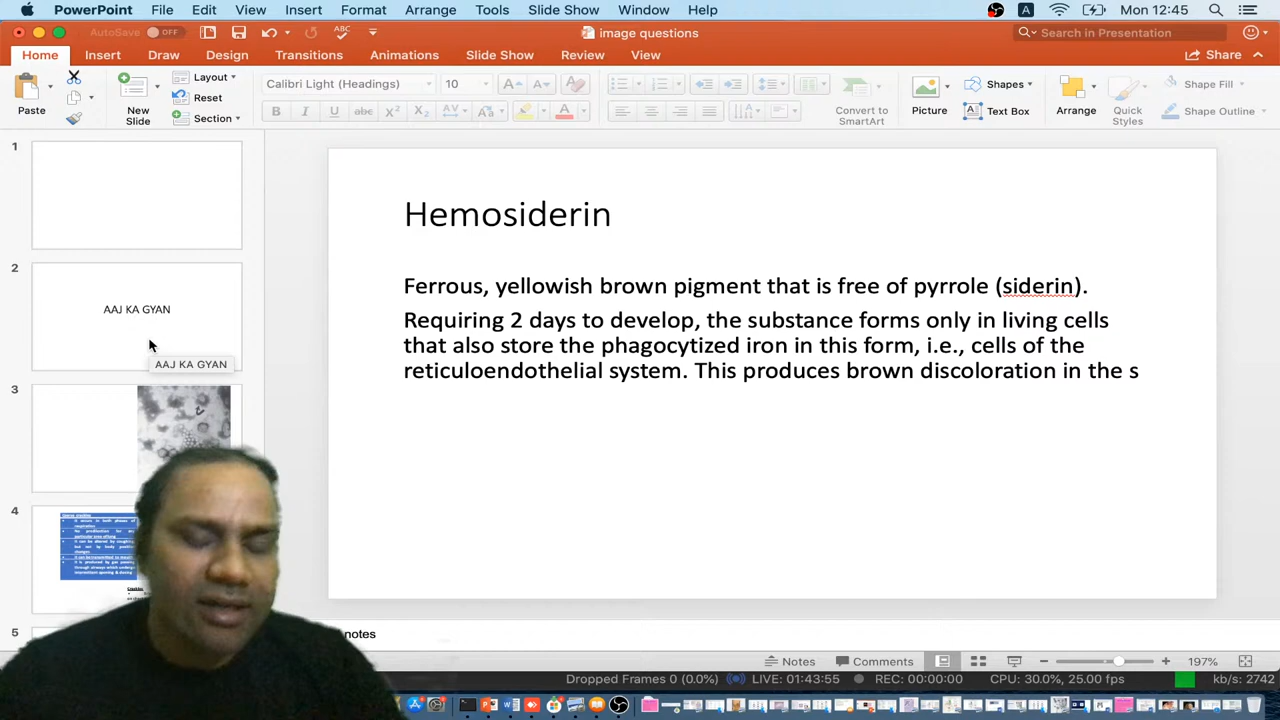 PowerPoint File Edit View Insert Format Arrange Tools Slide Show Window Help A Mon 12:45
AutoSave OFF ABC image questions Search in Presentation
Home Insert Draw Design Transitions Animations Slide Show Review View Share
Paste New Slide Layout Reset Section Calibri Light (Headings) 10 Convert to SmartArt Picture Shapes Text Box Arrange Quick Styles Shape Fill Shape Outline
1
2
AAJ KA GYAN
AAJ KA GYAN
3
4
5
Hemosiderin
Ferrous, yellowish brown pigment that is free of pyrrole (siderin).
Requiring 2 days to develop, the substance forms only in living cells
that also store the phagocytized iron in this form, i.e., cells of the
reticuloendothelial system. This produces brown discoloration in the s
notes
Notes Comments 197%
Dropped Frames 0 (0.0%) LIVE: 01:43:55 REC: 00:00:00 CPU: 30.0%, 25.00 fps kb/s: 2742